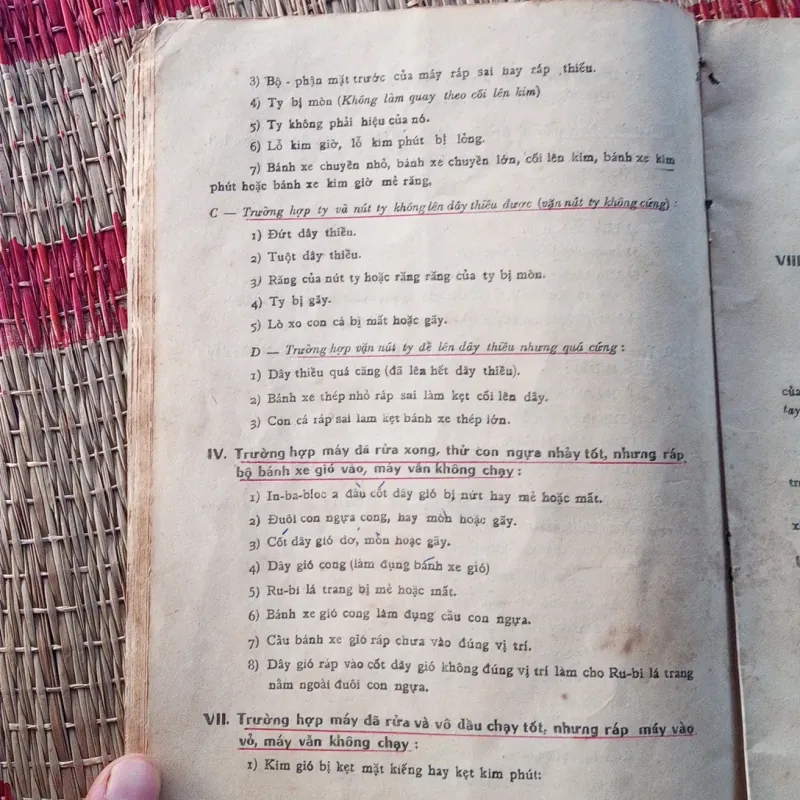 3) Bộ - phận mặt trước của máy ráp sai hay ráp thiếu.
4) Ty bị mòn (Không làm quay theo cối lên kim)
5) Ty không phải hiệu của nó.
6) Lỗ kim giờ, lỗ kim phút bị lỏng.
7) Bánh xe chuyền nhỏ, bánh xe chuyền lớn, cối lên kim, bánh xe kim
phút hoặc bánh xe kim giờ mẻ răng,
C — Trường hợp ty và nút ty không lên dây thiều được (vặn nút ty không cứng) :
1) Đứt dây thiều.
2) Tuột dây thiều.
3) Răng của nút ty hoặc răng răng của ty bị mòn.
4) Ty bị gãy.
5) Lò xo con cá bị mất hoặc gãy.
D — Trường hợp vặn nút ty để lên dây thiều nhưng quá cứng :
1) Dây thiều quá căng (đã lên hết dây thiều).
2) Bánh xe thép nhỏ ráp sai làm kẹt cối lên dây.
3) Con cá ráp sai lam kẹt bánh xe thép lớn.
IV. Trường hợp máy đã rửa xong, thử con ngựa nhảy tốt, nhưng ráp
bộ bánh xe gió vào, máy vẫn không chạy :
1) In-ba-bloc a đầu cốt dây gió bị nứt hay mẻ hoặc mất.
2) Đuôi con ngựa cong, hay mòn hoặc gãy.
3) Cốt dây gió dơ, mòn hoạc gãy.
4) Dây gió cong (làm đụng bánh xe gió)
5) Ru-bi lá trang bị mẻ hoặc mất.
6) Bánh xe gió cong làm đụng cầu con ngựa.
7) Cầu bánh xe gió ráp chưa vào đúng vị trí.
8) Dây gió ráp vào cốt dây gió không đúng vị trí làm cho Ru-bi lá trang
nằm ngoài đuôi con ngựa.
VII. Trường hợp máy đã rửa và vô dầu chạy tốt, nhưng ráp máy vào
vỏ, máy vẫn không chạy :
1) Kim gió bị kẹt mặt kiếng hay kẹt kim phút:
VIII
của
tay
tr
x